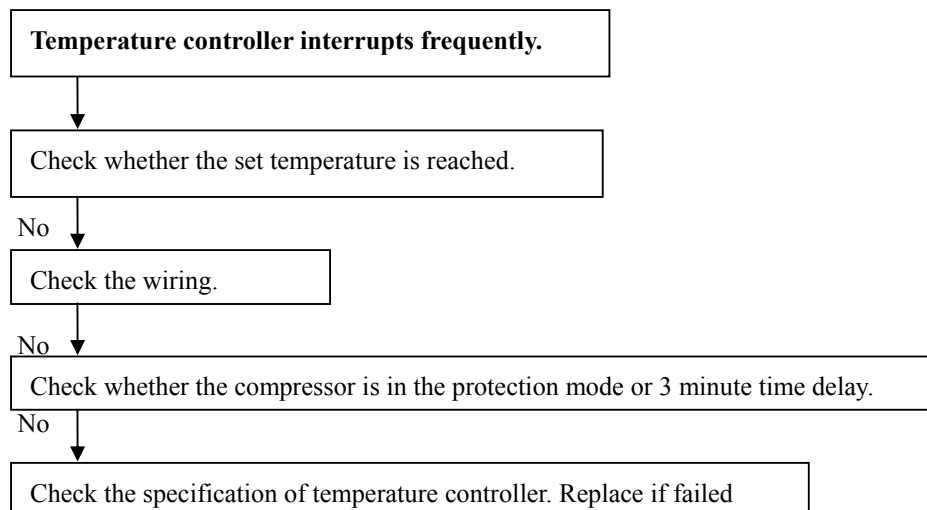 Temperature controller interrupts frequently.
Check whether the set temperature is reached.
No
Check the wiring.
No
Check whether the compressor is in the protection mode or 3 minute time delay.
No
Check the specification of temperature controller. Replace if failed